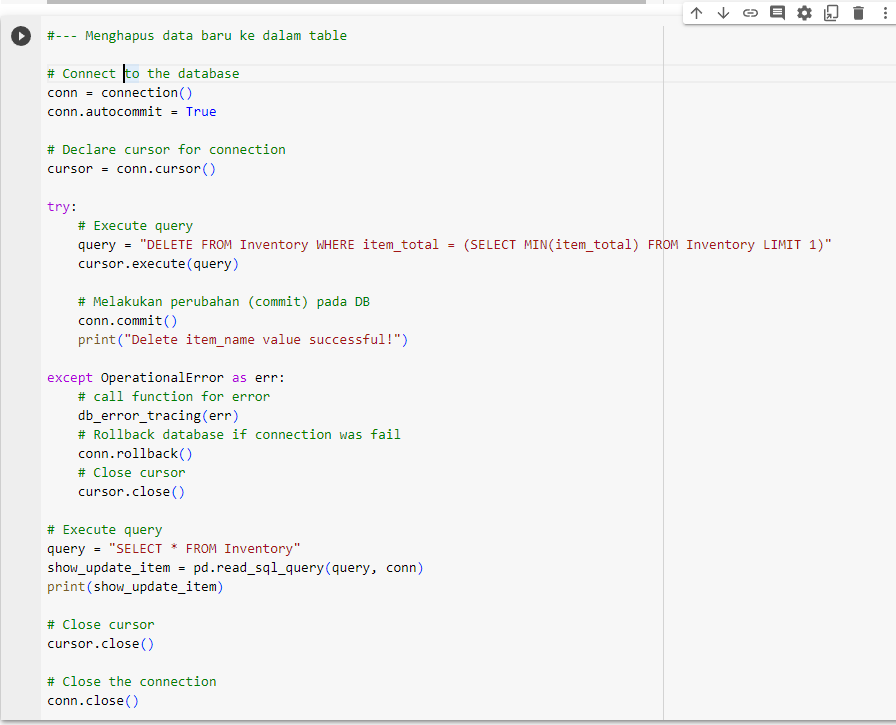 #--- Menghapus data baru ke dalam table
# Connect to the database
conn = connection()
conn.autocommit = True
# Declare cursor for connection
cursor = conn.cursor()
try:
    # Execute query
    query = "DELETE FROM Inventory WHERE item_total = (SELECT MIN(item_total) FROM Inventory LIMIT 1)"
    cursor.execute(query)
    # Melakukan perubahan (commit) pada DB
    conn.commit()
    print("Delete item_name value successful!")
except OperationalError as err:
    # call function for error
    db_error_tracing(err)
    # Rollback database if connection was fail
    conn.rollback()
    # Close cursor
    cursor.close()
# Execute query
query = "SELECT * FROM Inventory"
show_update_item = pd.read_sql_query(query, conn)
print(show_update_item)
# Close cursor
cursor.close()
# Close the connection
conn.close()